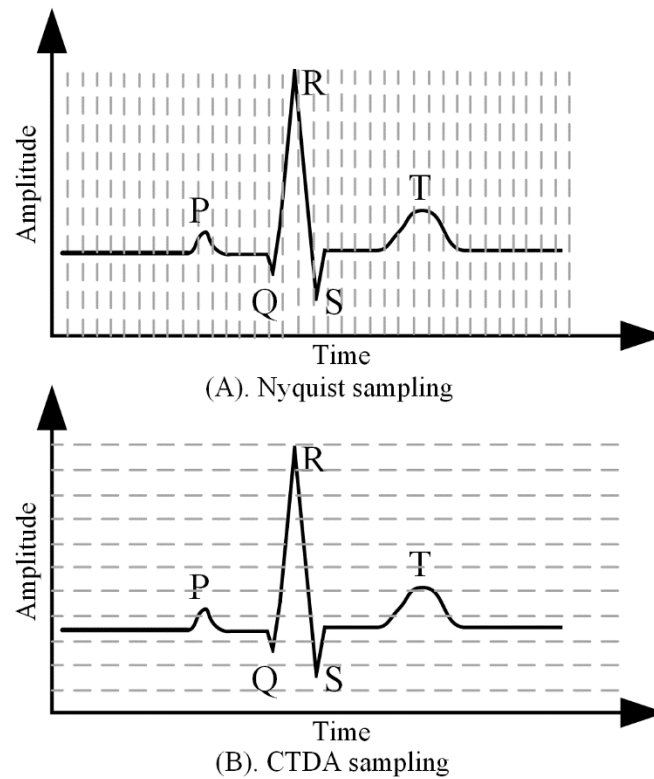 R
Amplitude
P
T
Q
S
Time
(A). Nyquist sampling
R
Amplitude
P
T
Q
S
Time
(B). CTDA sampling